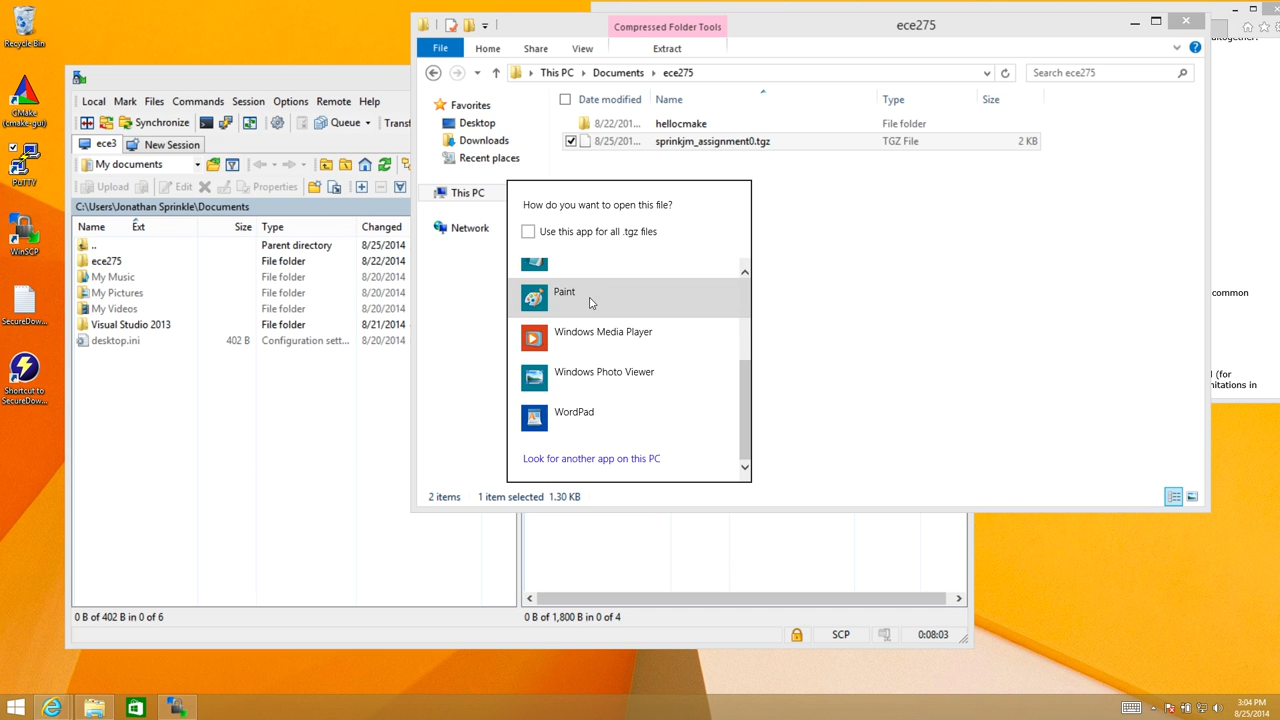 Recycle Bin
CMake
(cmake-gui)
PuTTY
WinSCP
SecureDow...
Shortcut to
SecureDow...
Local Mark Files Commands Session Options Remote Help
Synchronize
Queue
Transf
ece3
New Session
My documents
Upload
Edit
Properties
C:\Users\Jonathan Sprinkle\Documents
Name Ext Size Type Changed
.. Parent directory 8/25/2014
ece275 File folder 8/22/2014
My Music File folder 8/20/2014
My Pictures File folder 8/20/2014
My Videos File folder 8/20/2014
Visual Studio 2013 File folder 8/21/2014
desktop.ini 402 B Configuration sett... 8/20/2014
0 B of 402 B in 0 of 6
0 B of 1,800 B in 0 of 4
SCP
0:08:03
Compressed Folder Tools
ece275
File Home Share View Extract
This PC Documents ece275
Search ece275
Favorites
Desktop
Downloads
Recent places
This PC
Network
Date modified Name Type Size
8/22/201... hellocmake File folder
8/25/201... sprinkjm_assignment0.tgz TGZ File 2 KB
How do you want to open this file?
Use this app for all .tgz files
Paint
Windows Media Player
Windows Photo Viewer
WordPad
Look for another app on this PC
2 items 1 item selected 1.30 KB
common
(for
in
3:04 PM
8/25/2014